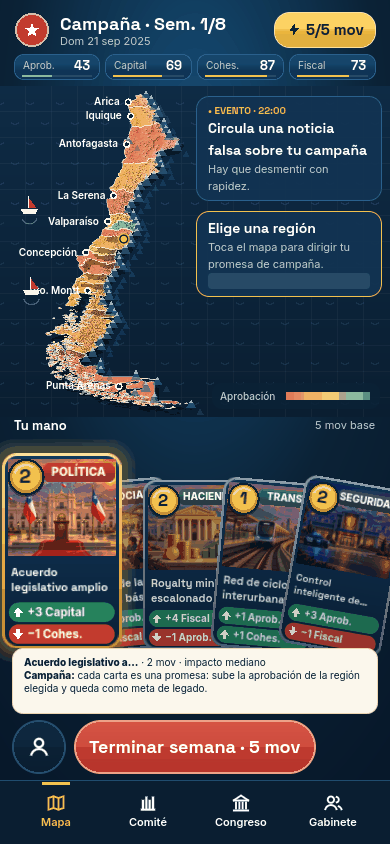 Campaña · Sem. 1/8
Dom 21 sep 2025
5/5 mov
Aprob. 43
Capital 69
Cohes. 87
Fiscal 73
Arica
Iquique
Antofagasta
La Serena
Valparaíso
Concepción
Mont
Punta Arenas
• EVENTO · 22:00
Circula una noticia
falsa sobre tu campaña
Hay que desmentir con
rapidez.
Elige una región
Toca el mapa para dirigir tu
promesa de campaña.
Aprobación
Tu mano
5 mov base
2 POLÍTICA
Acuerdo
legislativo amplio
+3 Capital
−1 Cohes.
2 HACIEN
Royalty min
escalonado
+4 Fiscal
−1 Aprob.
1 TRANS
Red de ciclo
interurbana
+1 Aprob.
+1 Cohes.
2 SEGURIDA
Control
inteligente de…
+3 Aprob.
−1 Fiscal
Acuerdo legislativo a… · 2 mov · impacto mediano
Campaña: cada carta es una promesa: sube la aprobación de la región
elegida y queda como meta de legado.
Terminar semana · 5 mov
Mapa
Comité
Congreso
Gabinete